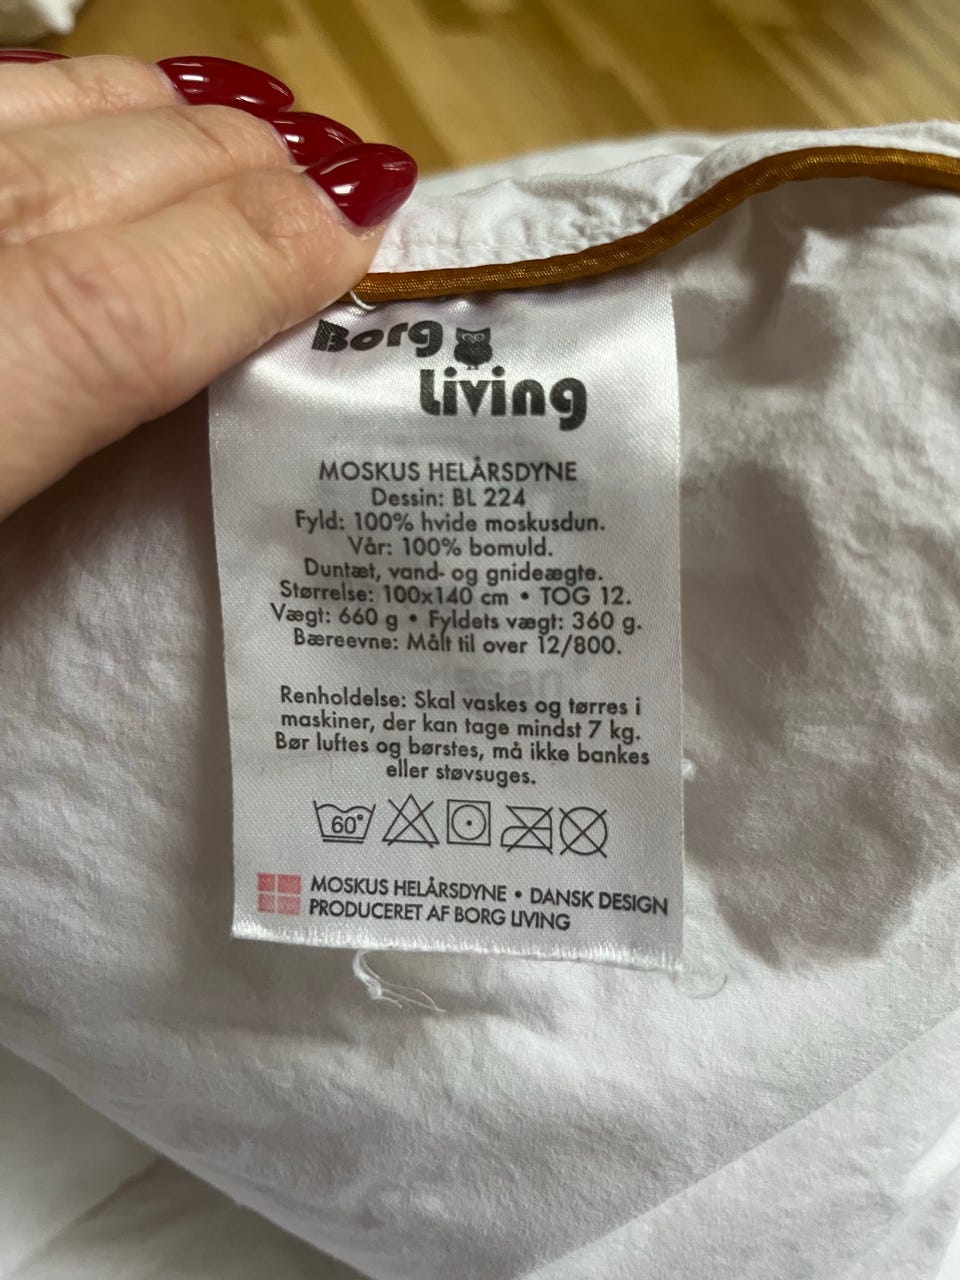 Borg
Living
MOSKUS HELÅRSDYNE
Dessin: BL 224
Fyld: 100% hvide moskusdun.
Vår: 100% bomuld.
Duntæt, vand- og gnideægte.
Størrelse: 100x140 cm • TOG 12.
Vægt: 660 g • Fyldets vægt: 360 g.
Bæreevne: Målt til over 12/800.
Renholdelse: Skal vaskes og tørres i
maskiner, der kan tage mindst 7 kg.
Bør luftes og børstes, må ikke bankes
eller støvsuges.
60°
MOSKUS HELÅRSDYNE • DANSK DESIGN
PRODUCERET AF BORG LIVING